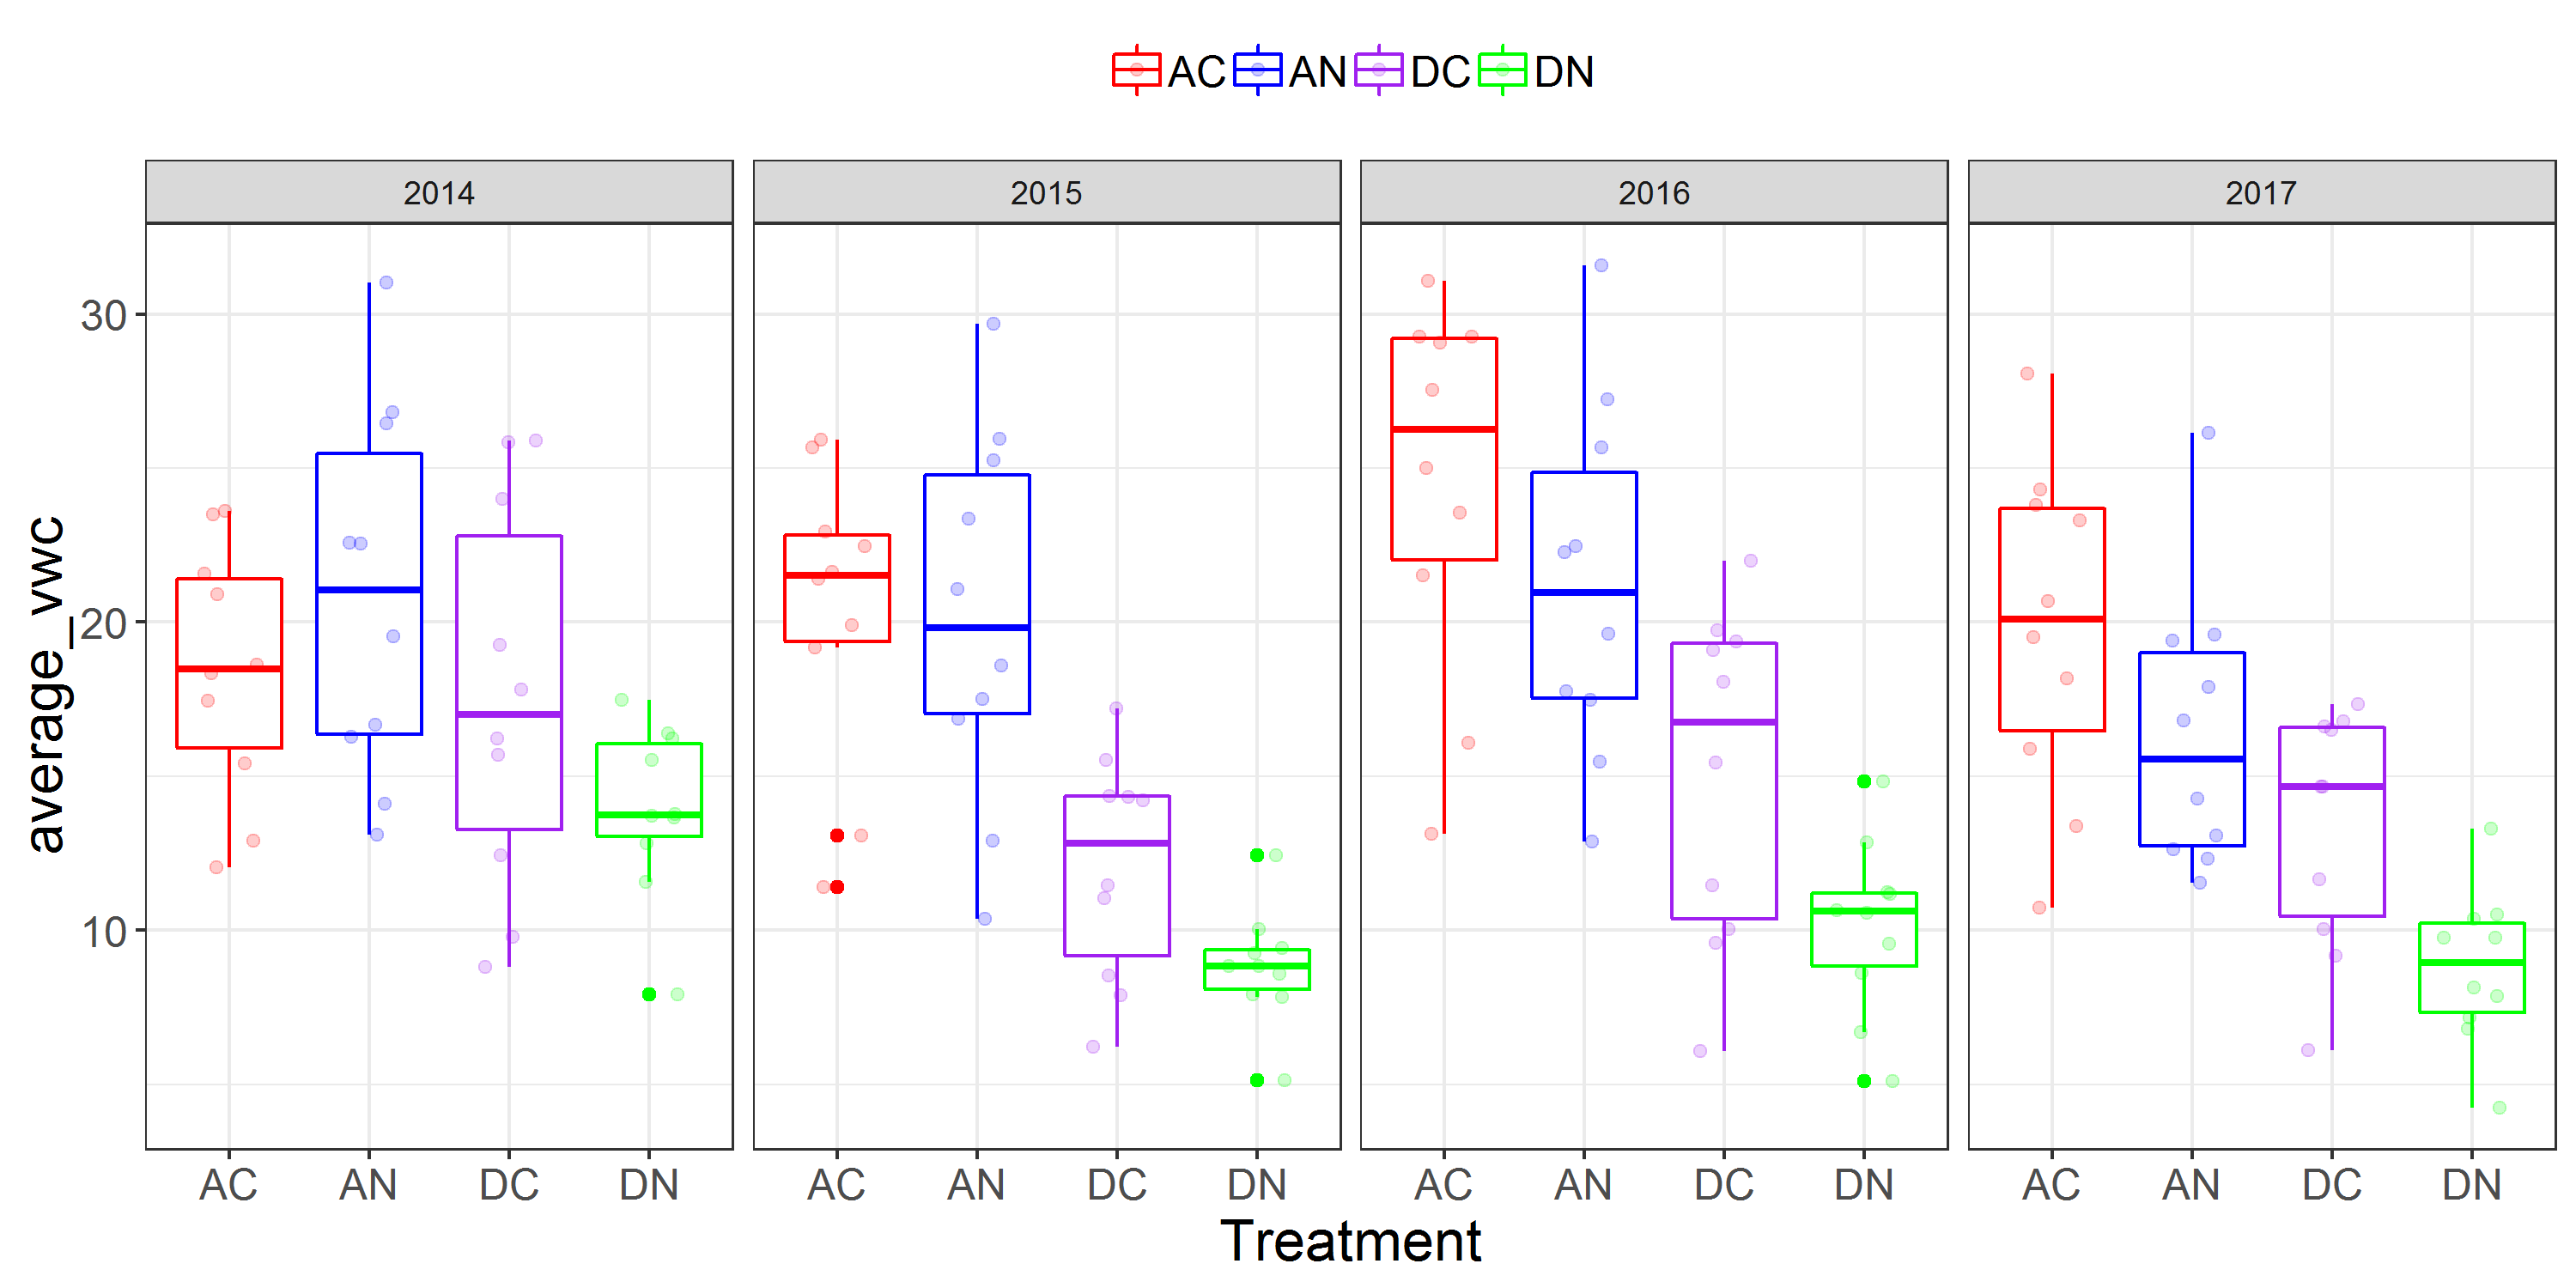 AC AN DC DN
2014 2015 2016 2017
average_vwc
30
20
10
AC AN DC DN AC AN DC DN AC AN DC DN AC AN DC DN
Treatment